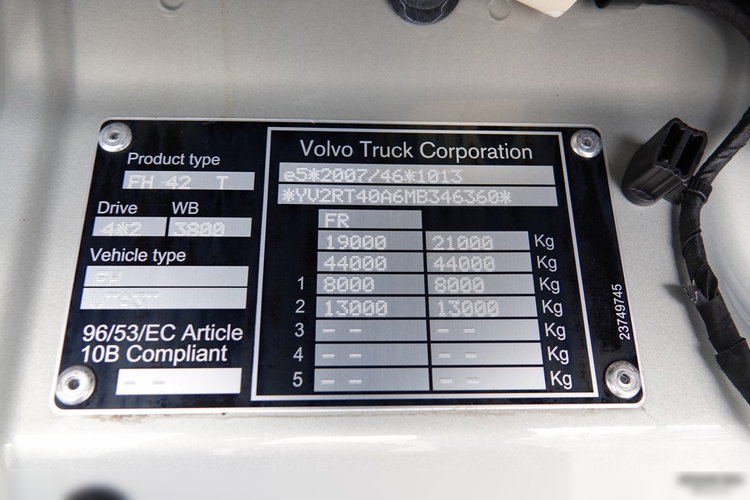 Product type
FH 42 T
Drive WB
4*2 3800
Vehicle type
FH
96/53/EC Article
10B Compliant
- -
Volvo Truck Corporation
e5*2007/46*1013
*YV2RT40A6MB346360*
FR
19000 21000 Kg
44000 44000 Kg
1 8000 8000 Kg
2 13000 13000 Kg
3 - - - - Kg
4 - - - - Kg
5 - - - - Kg
23749745